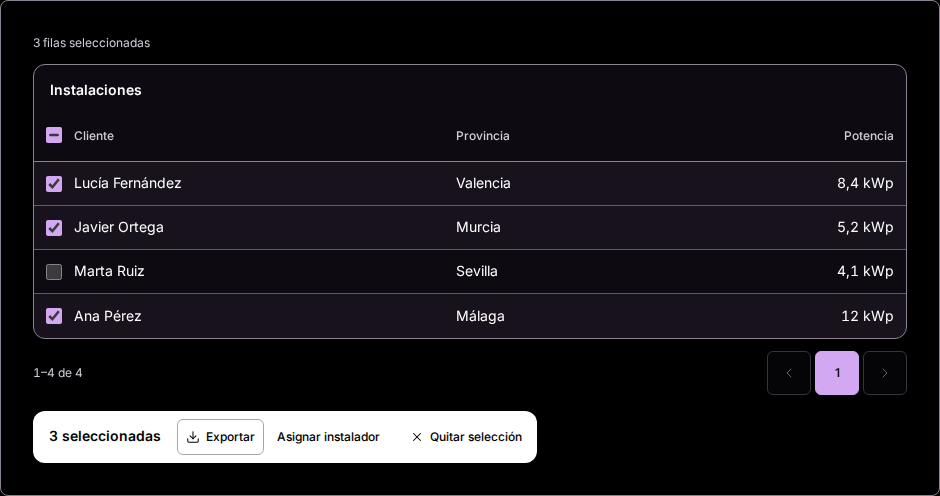 3 filas seleccionadas
Instalaciones
Cliente Provincia Potencia
Lucía Fernández Valencia 8,4 kWp
Javier Ortega Murcia 5,2 kWp
Marta Ruiz Sevilla 4,1 kWp
Ana Pérez Málaga 12 kWp
1–4 de 4 1
3 seleccionadas Exportar Asignar instalador Quitar selección